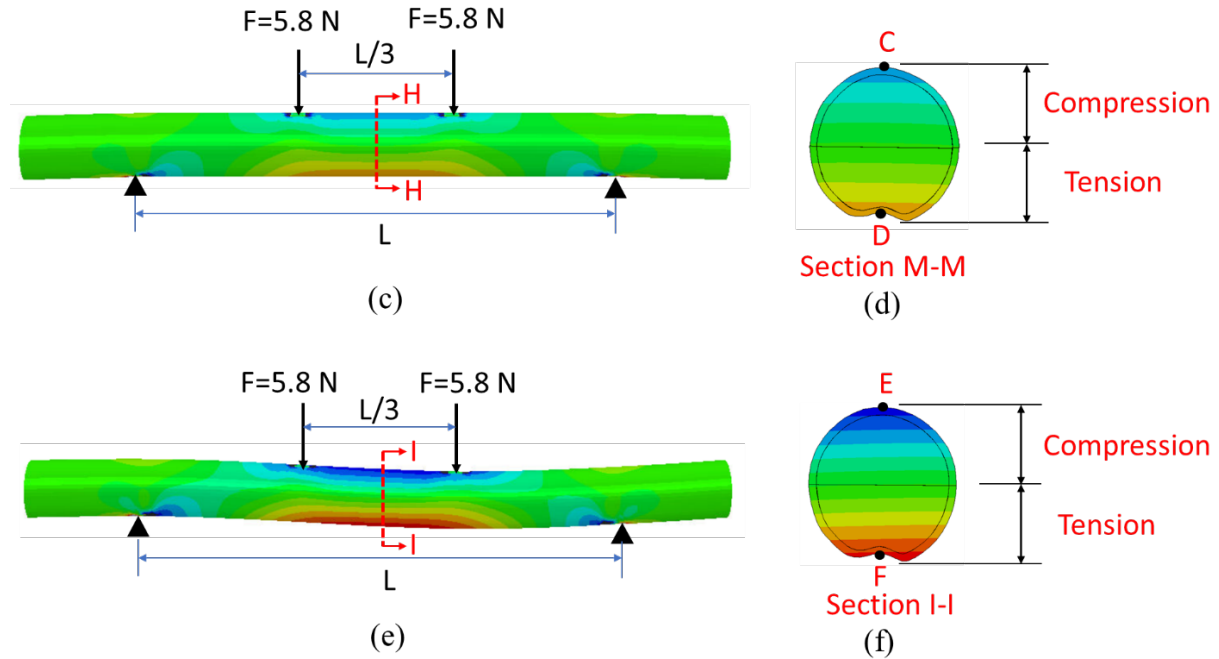 F=5.8 N F=5.8 N
L/3
H
H
L
(c)
C
Compression
Tension
D
Section M-M
(d)
F=5.8 N F=5.8 N
L/3
I
I
L
(e)
E
Compression
Tension
F
Section I-I
(f)